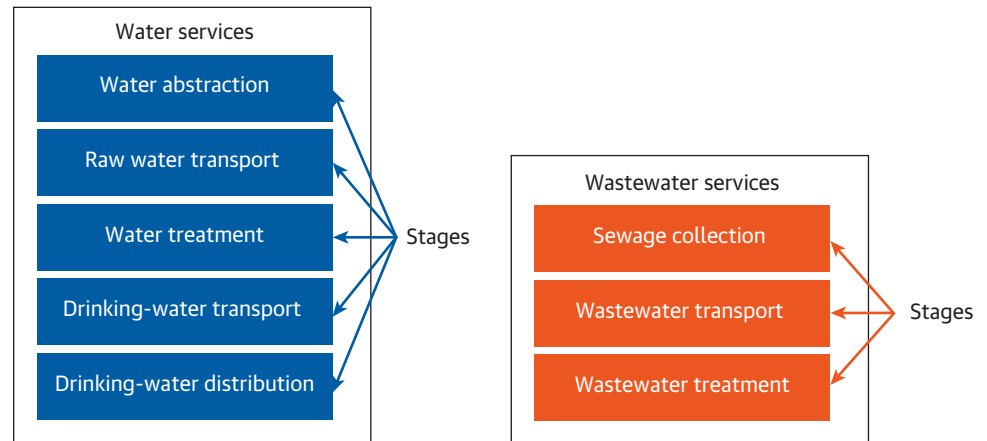 Water services
Water abstraction
Raw water transport
Water treatment
Drinking-water transport
Drinking-water distribution
Stages
Wastewater services
Sewage collection
Wastewater transport
Wastewater treatment
Stages